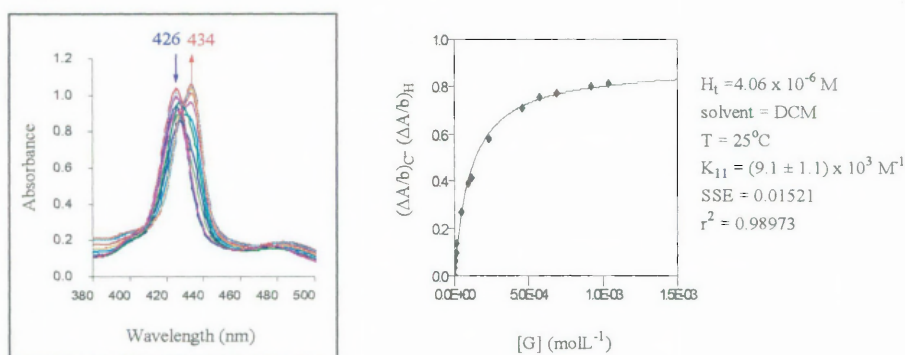 426 434
1.2
1.0
0.8
0.6
0.4
0.2
0.0
Absorbance
380 400 420 440 460 480 500
Wavelength (nm)
1.0
0.8
0.6
0.4
0.2
0.0
(ΔA/b)C- (ΔA/b)H
0.0E+00 5.0E-04 1.0E-03 1.5E-03
[G] (molL⁻¹)
Hₜ =4.06 x 10⁻⁶ M
solvent = DCM
T = 25°C
K₁₁ = (9.1 ± 1.1) x 10³ M⁻¹
SSE = 0.01521
r² = 0.98973